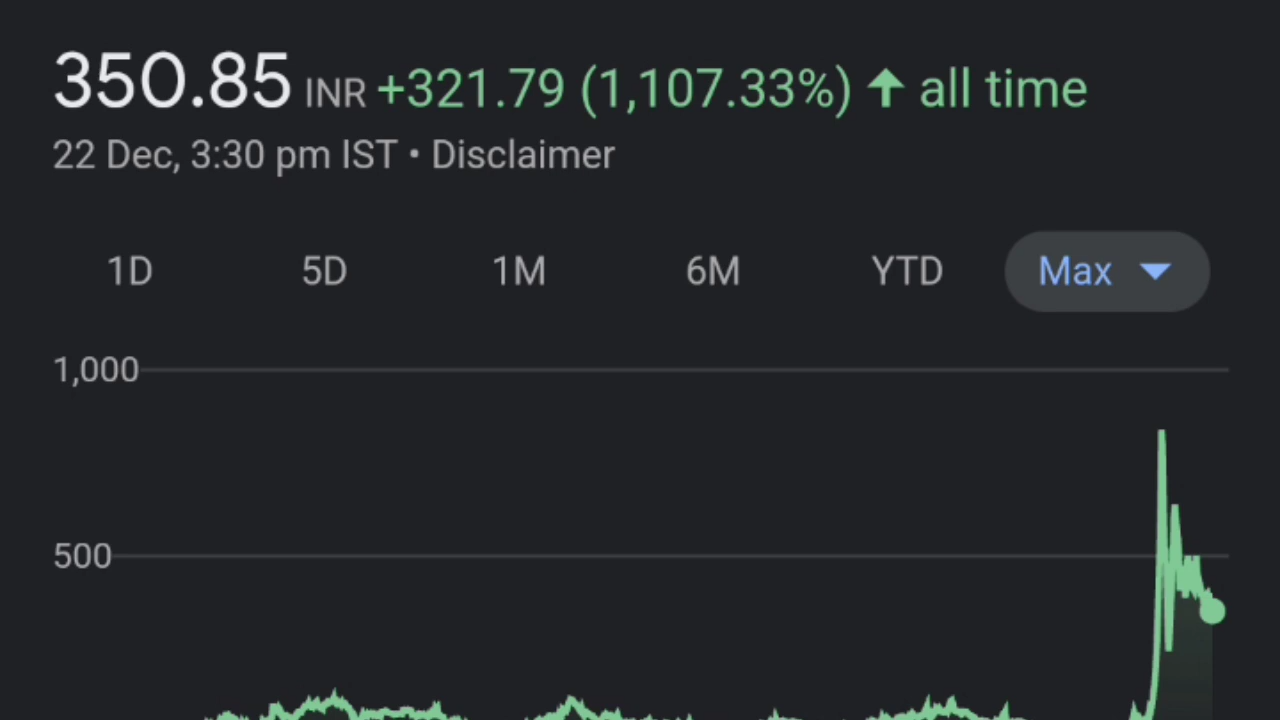 350.85 INR +321.79 (1,107.33%) ↑ all time
22 Dec, 3:30 pm IST • Disclaimer
1D 5D 1M 6M YTD Max
1,000
500